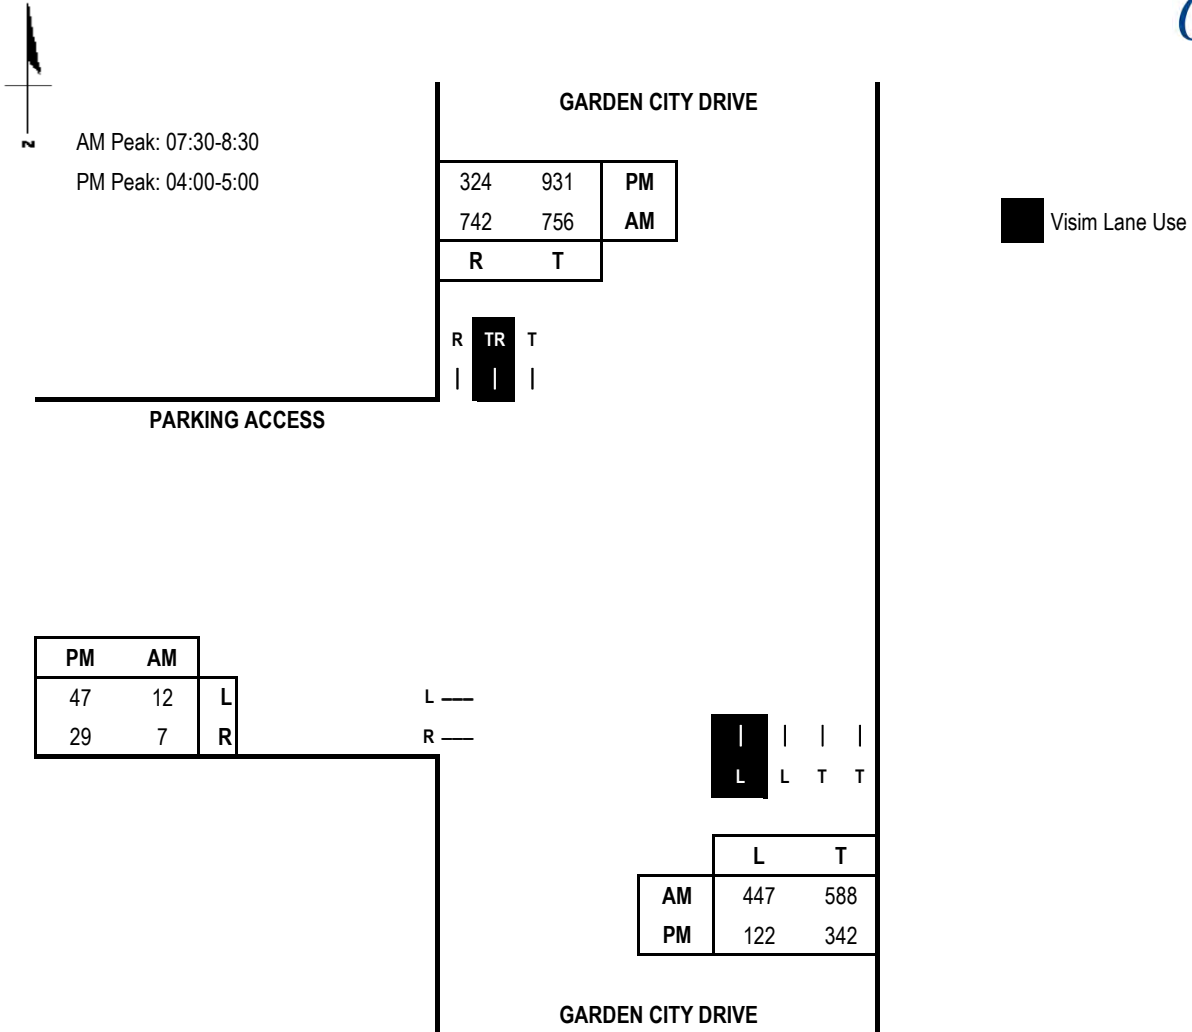 GARDEN CITY DRIVE
N
AM Peak: 07:30-8:30
PM Peak: 04:00-5:00
324 931 PM
742 756 AM
R T
Visim Lane Use
R TR T
PARKING ACCESS
PM AM
47 12 L
29 7 R
L
R
L L T T
L T
AM 447 588
PM 122 342
GARDEN CITY DRIVE